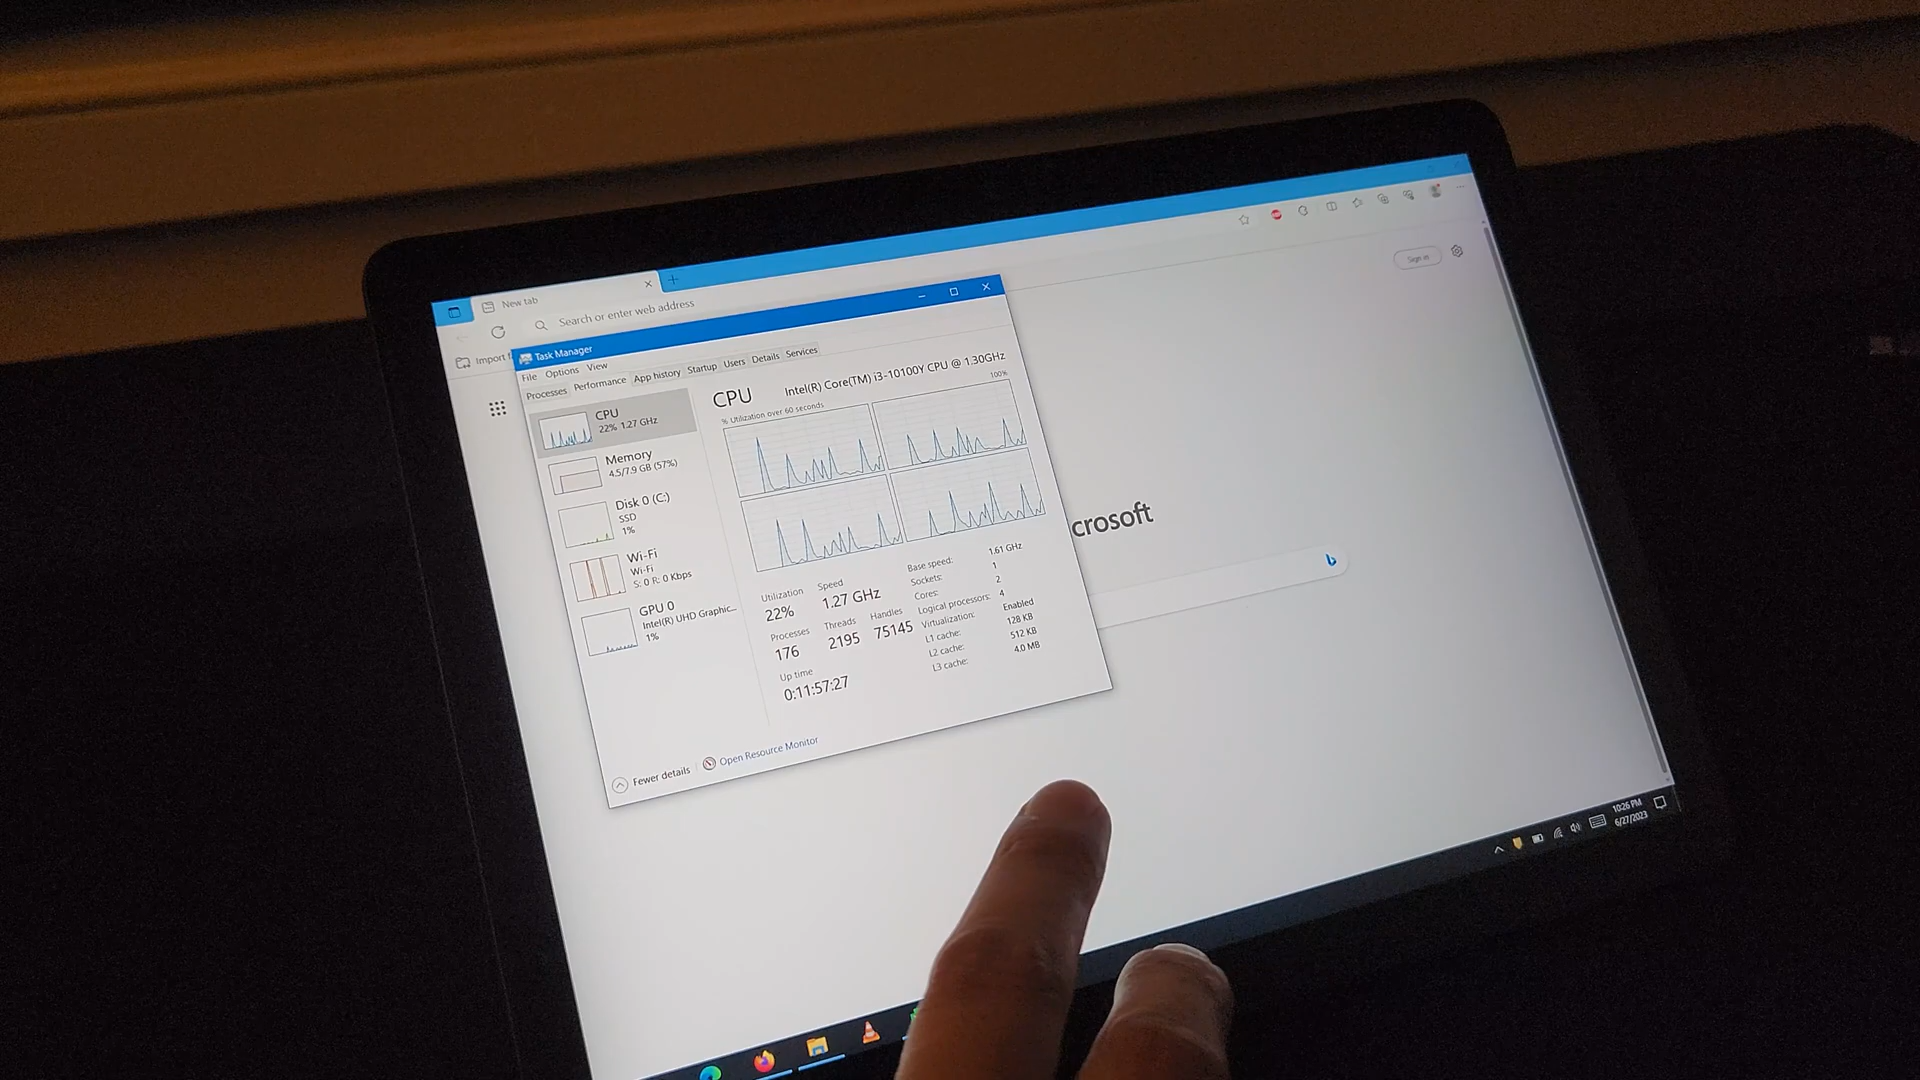 New tab
Search or enter web address
Import f
Sign in
Task Manager
File Options View
Processes Performance App history Startup Users Details Services
CPU
22% 1.27 GHz
Memory
4.5/7.9 GB (57%)
Disk 0 (C:)
SSD
1%
Wi-Fi
Wi-Fi
S: 0 R: 0 Kbps
GPU 0
Intel(R) UHD Graphic...
1%
CPU Intel(R) Core(TM) i3-10100Y CPU @ 1.30GHz
% Utilization over 60 seconds 100%
Utilization Speed
22% 1.27 GHz
Processes Threads Handles
176 2195 75145
Up time
0:11:57:27
Base speed: 1.61 GHz
Sockets: 1
Cores: 2
Logical processors: 4
Virtualization: Enabled
L1 cache: 128 KB
L2 cache: 512 KB
L3 cache: 4.0 MB
Fewer details Open Resource Monitor
crosoft
10:26 PM
6/27/2023